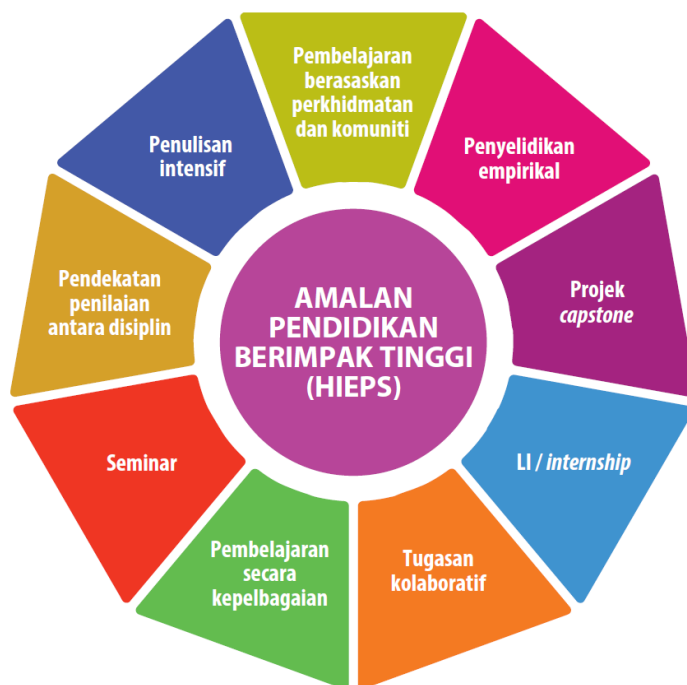 AMALAN
PENDIDIKAN
BERIMPAK TINGGI
(HIEPS)
Pembelajaran
berasaskan
perkhidmatan
dan komuniti
Penyelidikan
empirikal
Projek
capstone
LI / internship
Tugasan
kolaboratif
Pembelajaran
secara
kepelbagaian
Seminar
Pendekatan
penilaian
antara disiplin
Penulisan
intensif